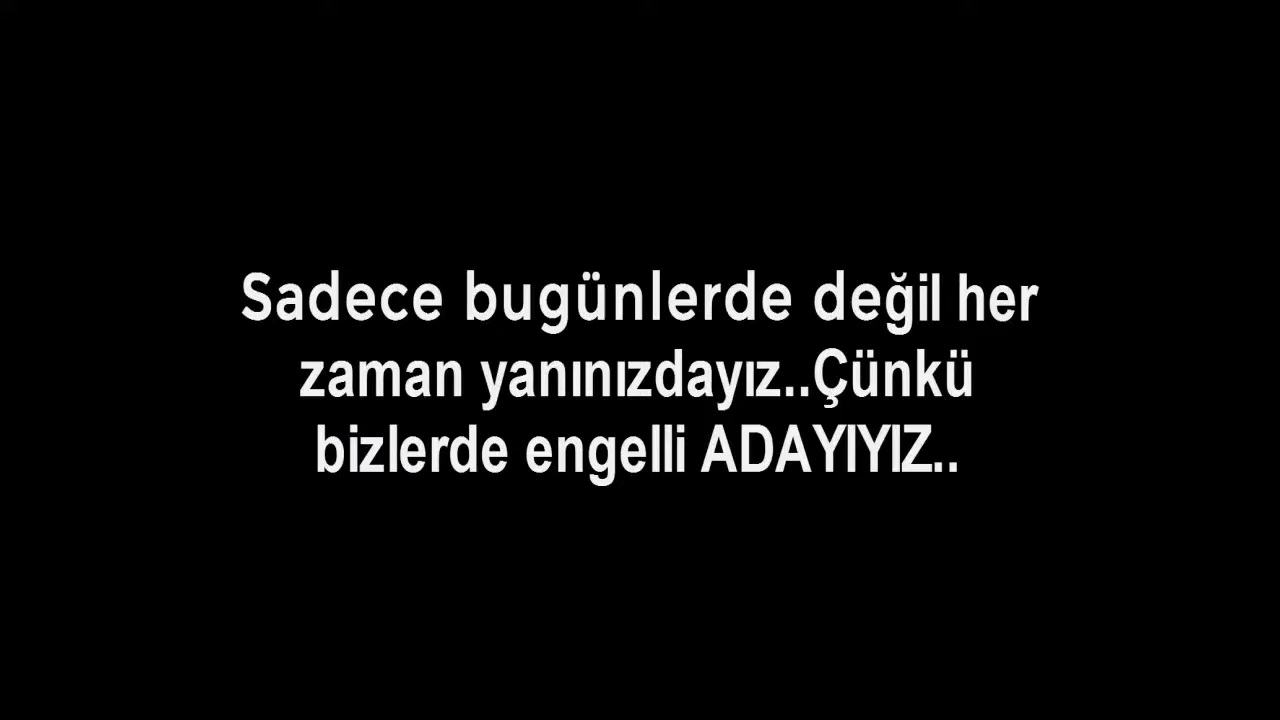 Sadece bugünlerde değil her
zaman yanınızdayız..Çünkü
bizlerde engelli ADAYIYIZ..